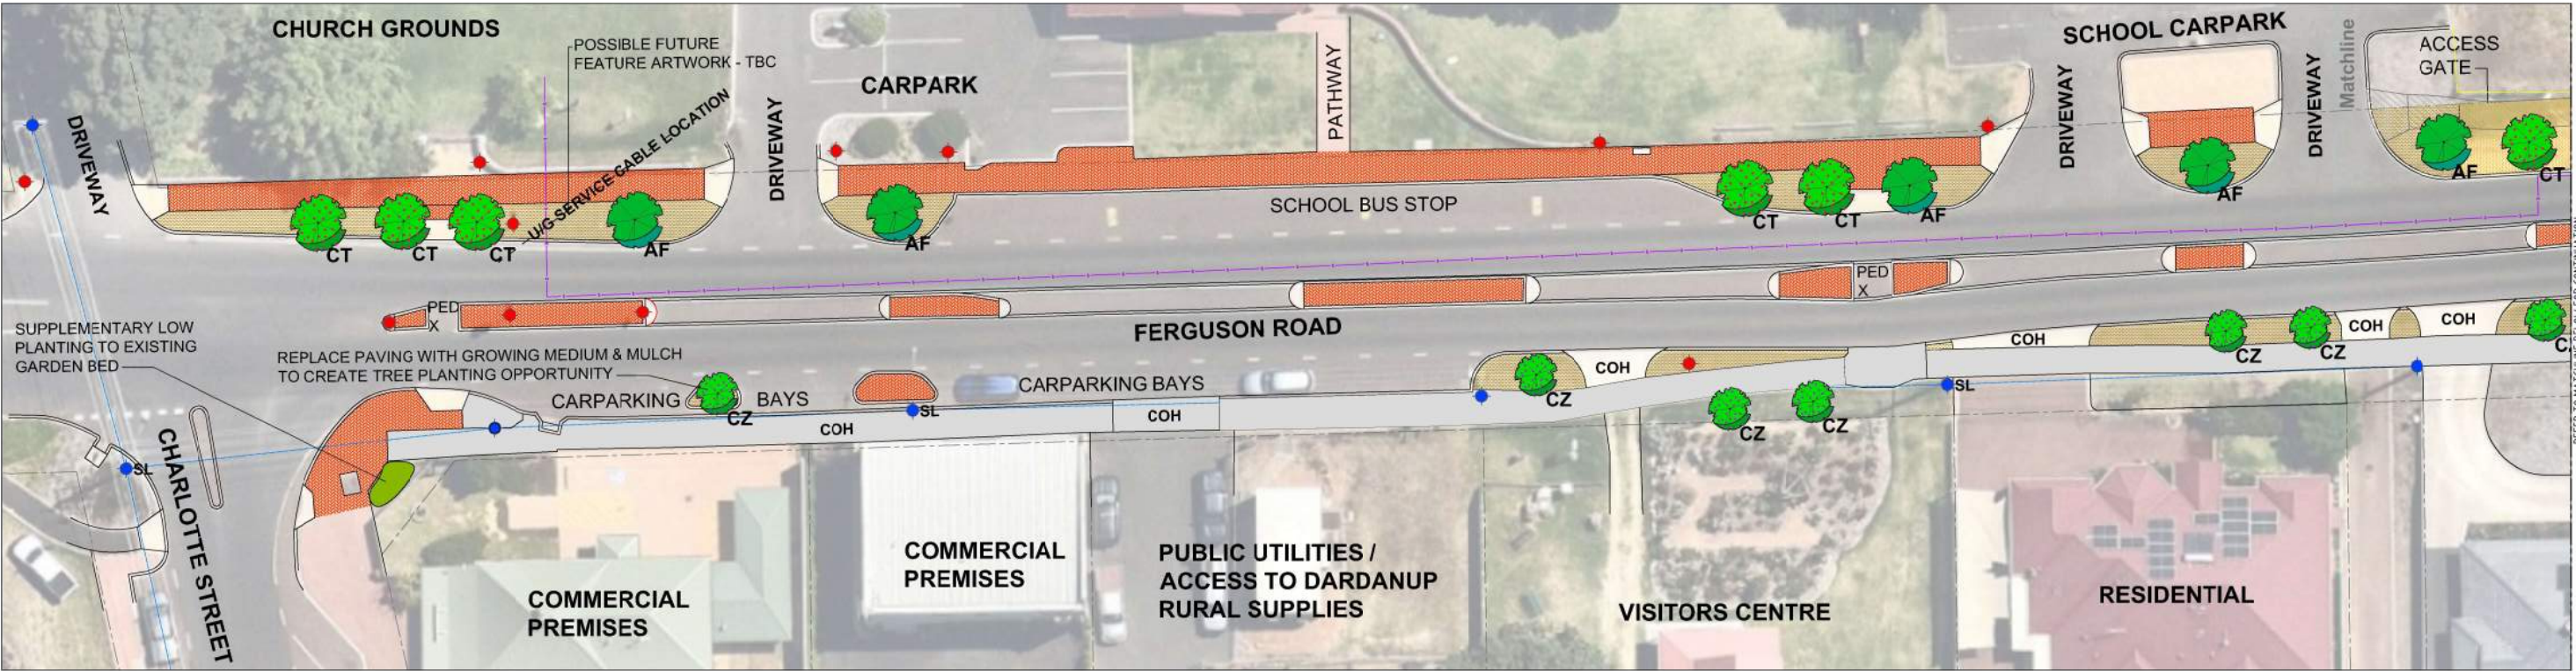 CHURCH GROUNDS
POSSIBLE FUTURE
FEATURE ARTWORK - TBC
CARPARK
SCHOOL CARPARK
ACCESS
GATE
Matchline
PATHWAY
DRIVEWAY
DRIVEWAY
DRIVEWAY
DRIVEWAY
U/G SERVICE CABLE LOCATION
SCHOOL BUS STOP
CT
CT
CT
AF
AF
CT
CT
AF
AF
AF
CT
PED
X
PED
X
FERGUSON ROAD
SUPPLEMENTARY LOW
PLANTING TO EXISTING
GARDEN BED
REPLACE PAVING WITH GROWING MEDIUM & MULCH
TO CREATE TREE PLANTING OPPORTUNITY
CARPARKING BAYS
CARPARKING BAYS
CZ
SL
COH
COH
CZ
COH
CZ
CZ
SL
COH
CZ
CZ
COH
COH
SL
CHARLOTTE STREET
COMMERCIAL
PREMISES
COMMERCIAL
PREMISES
PUBLIC UTILITIES /
ACCESS TO DARDANUP
RURAL SUPPLIES
VISITORS CENTRE
RESIDENTIAL